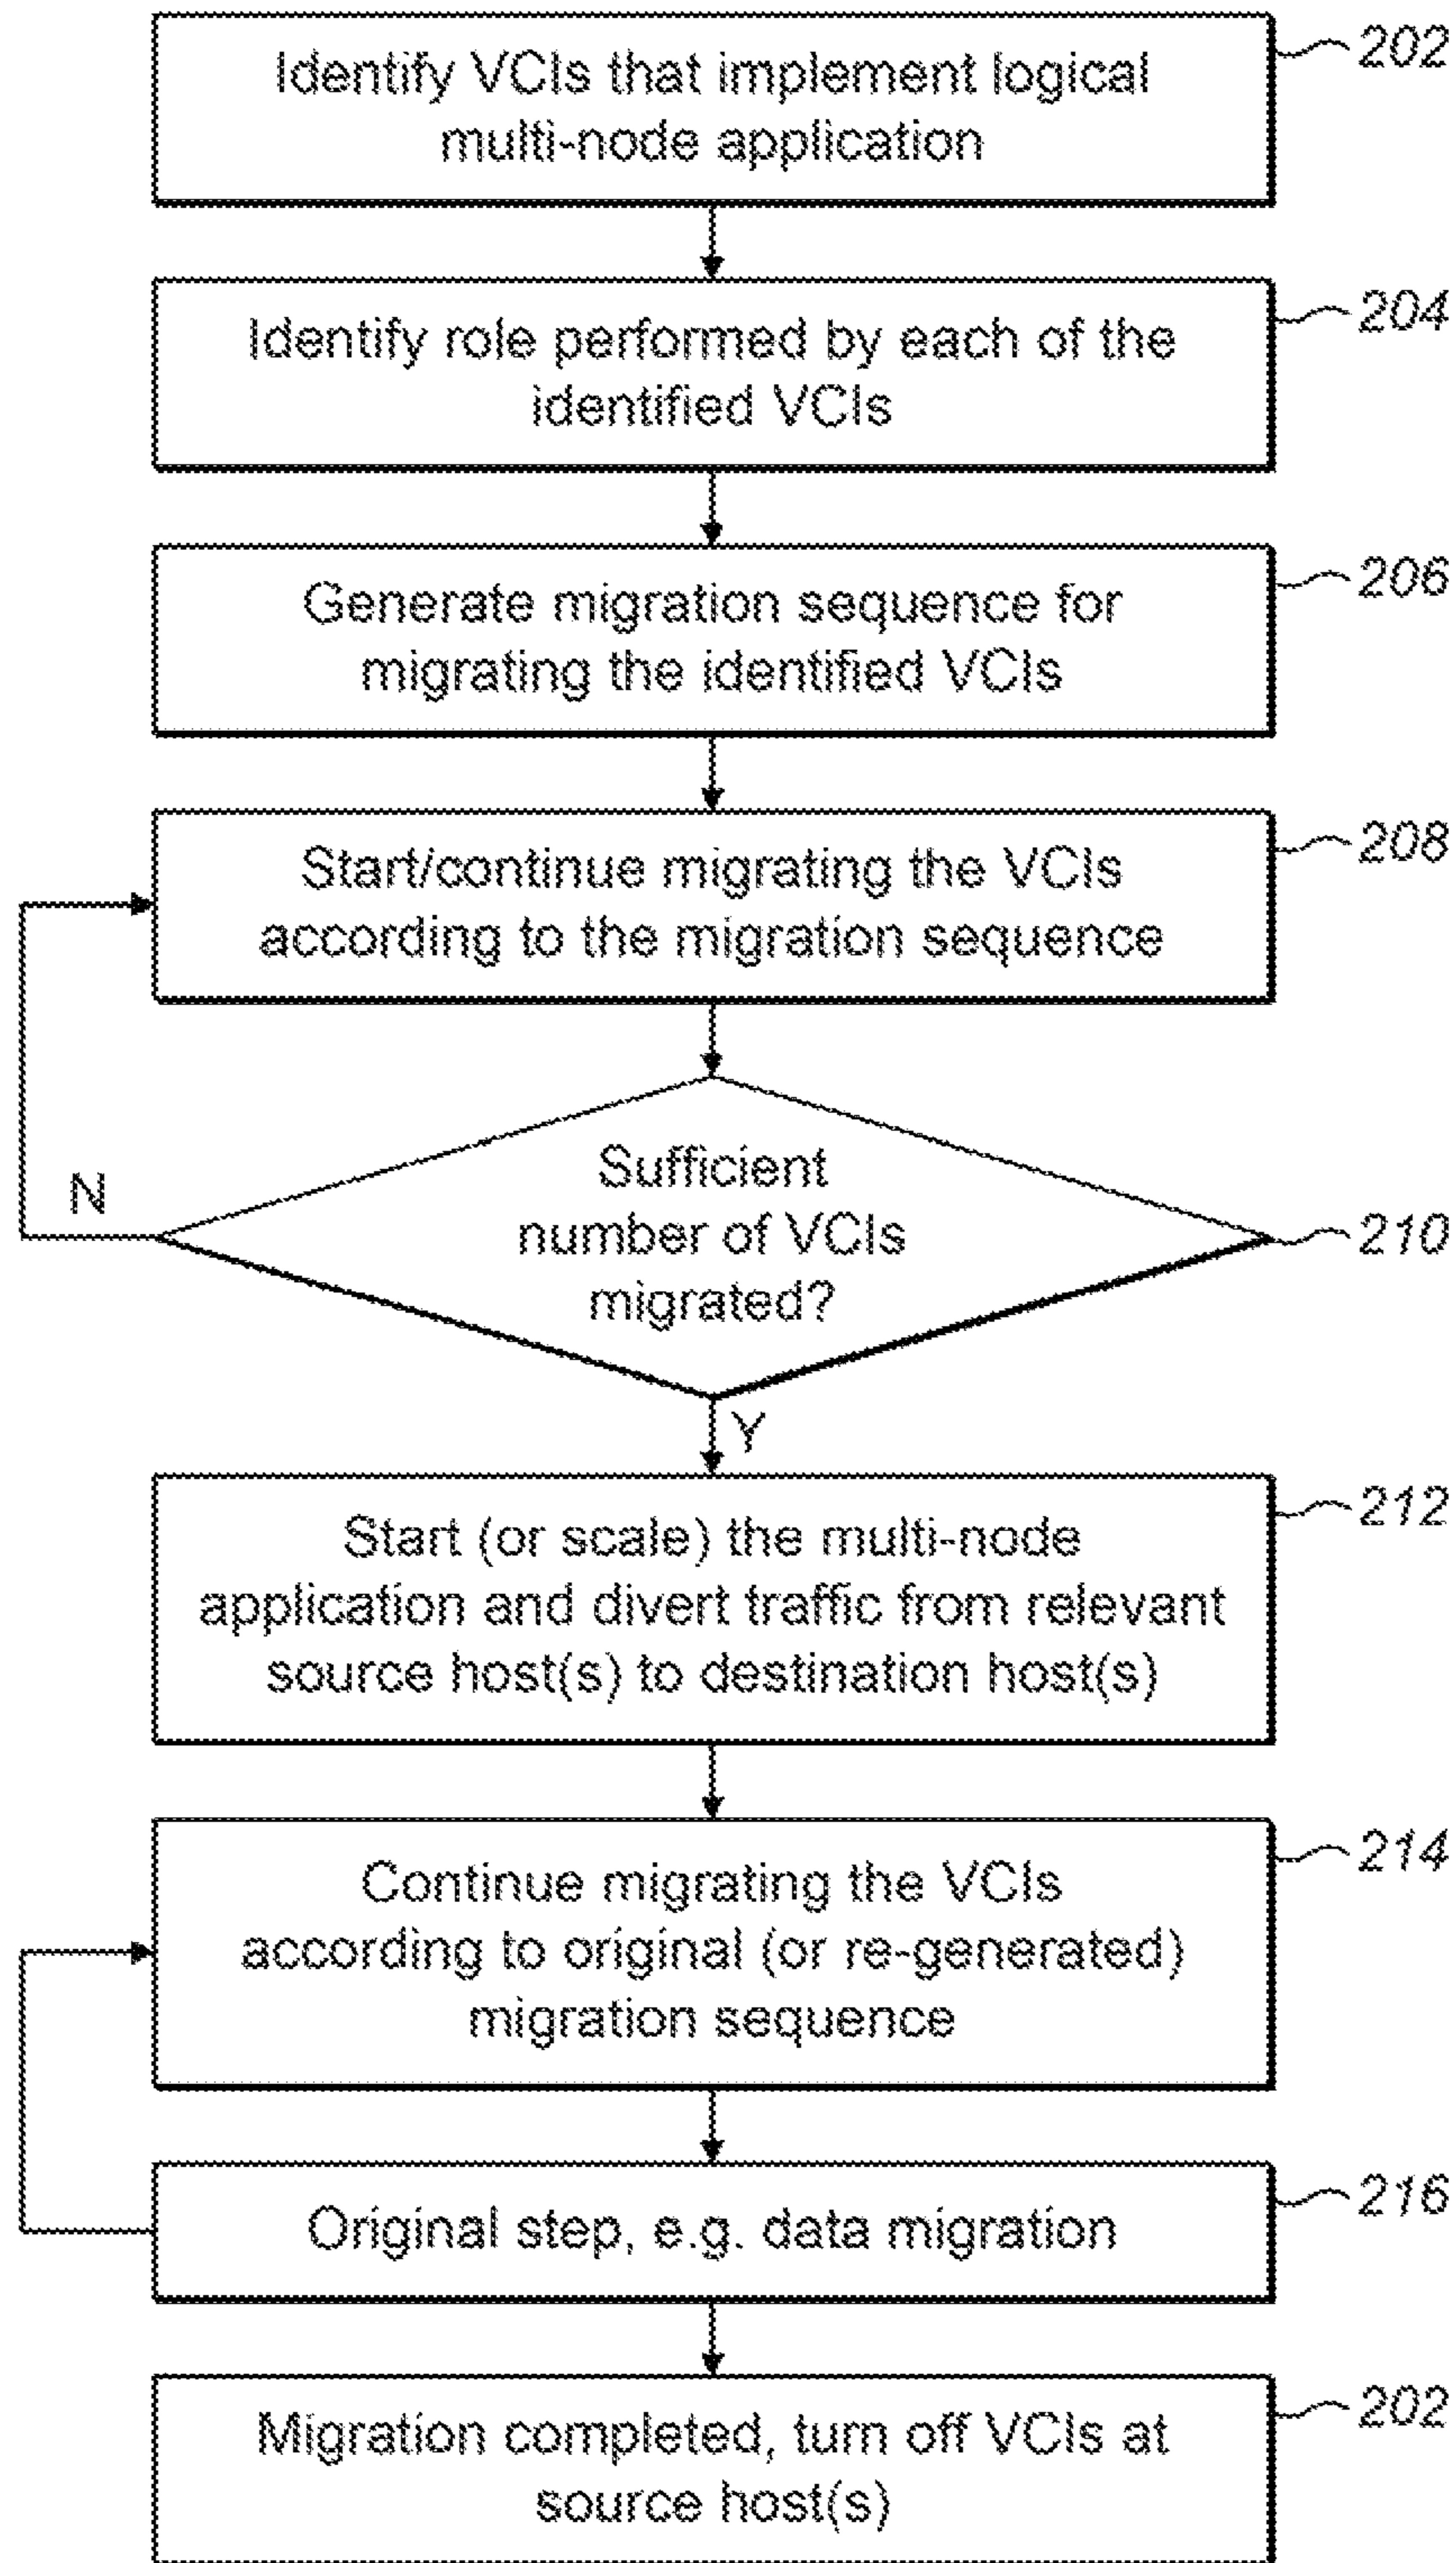 Identify VCIs that implement logical
multi-node application
202
Identify role performed by each of the
identified VCIs
204
Generate migration sequence for
migrating the identified VCIs
206
Start/continue migrating the VCIs
according to the migration sequence
208
Sufficient
number of VCIs
migrated?
N
210
Y
Start (or scale) the multi-node
application and divert traffic from relevant
source host(s) to destination host(s)
212
Continue migrating the VCIs
according to original (or re-generated)
migration sequence
214
Original step, e.g. data migration
216
Migration completed, turn off VCIs at
source host(s)
202